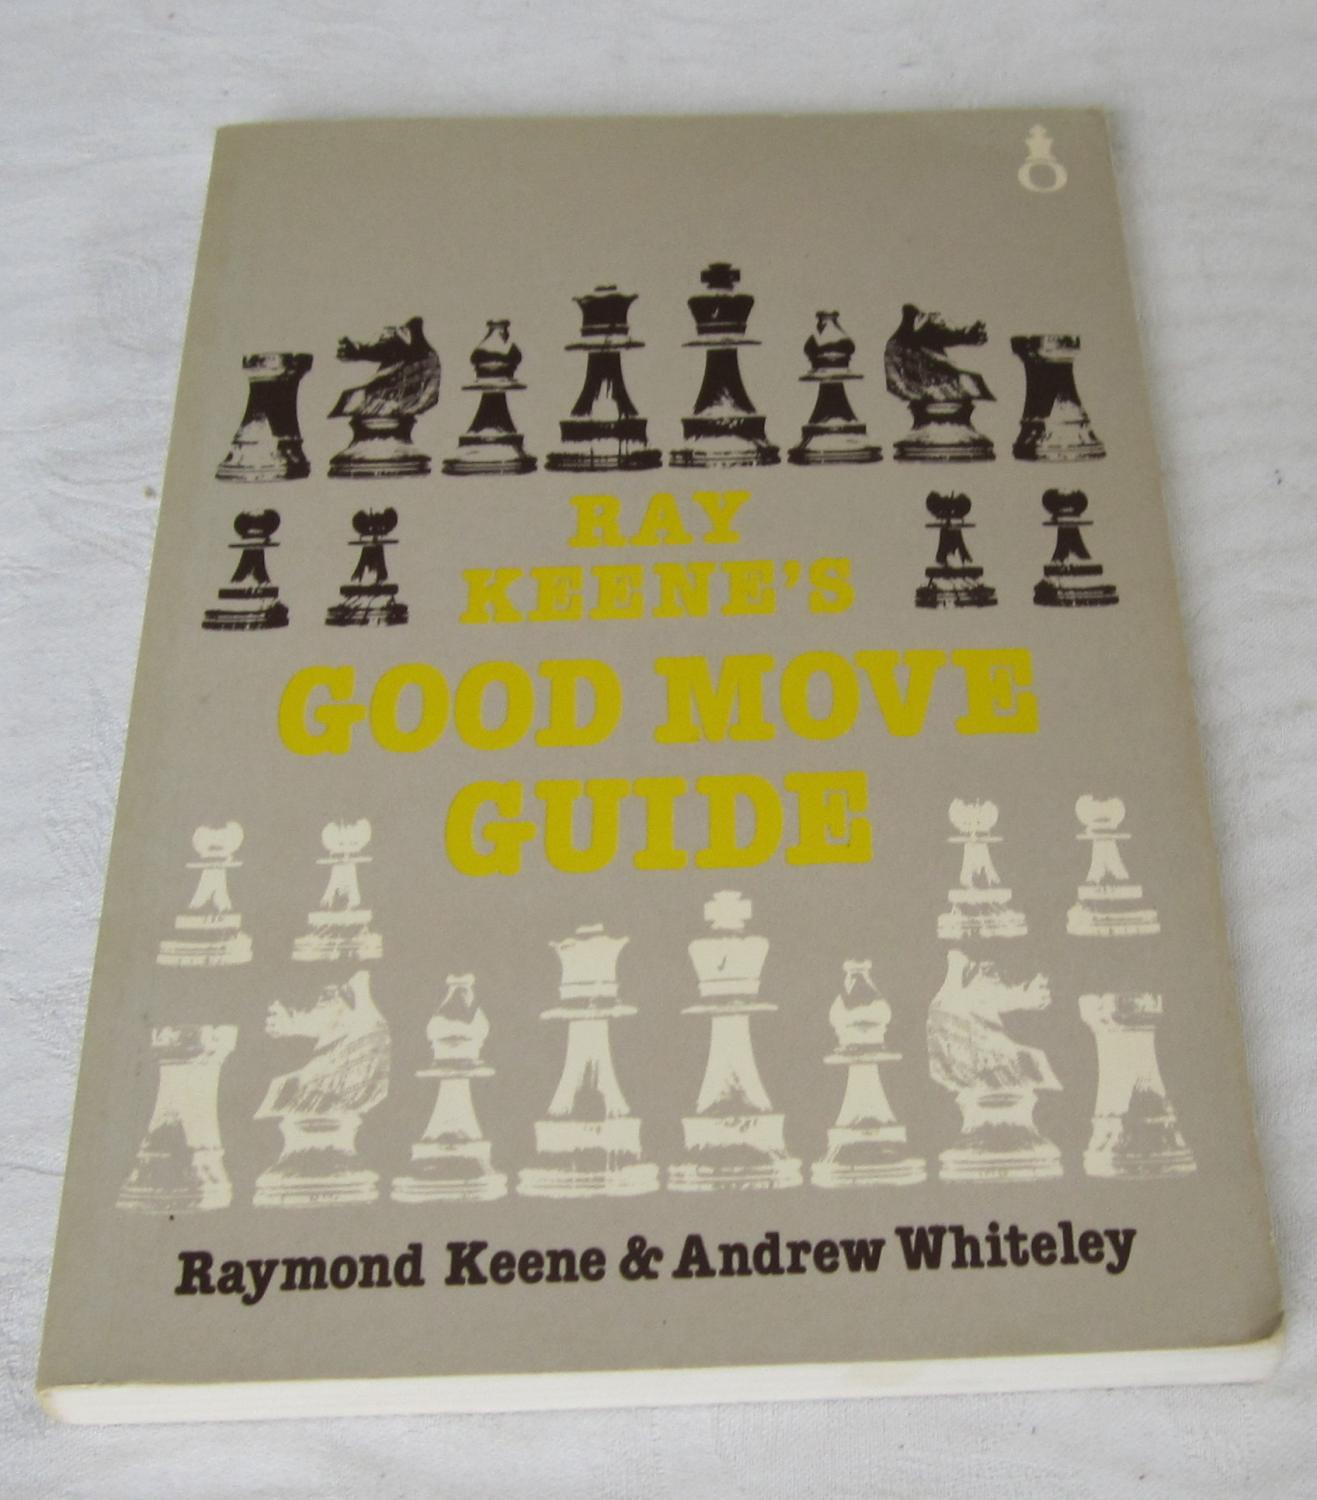 RAY
KEENE'S
GOOD MOVE
GUIDE
Raymond Keene & Andrew Whiteley